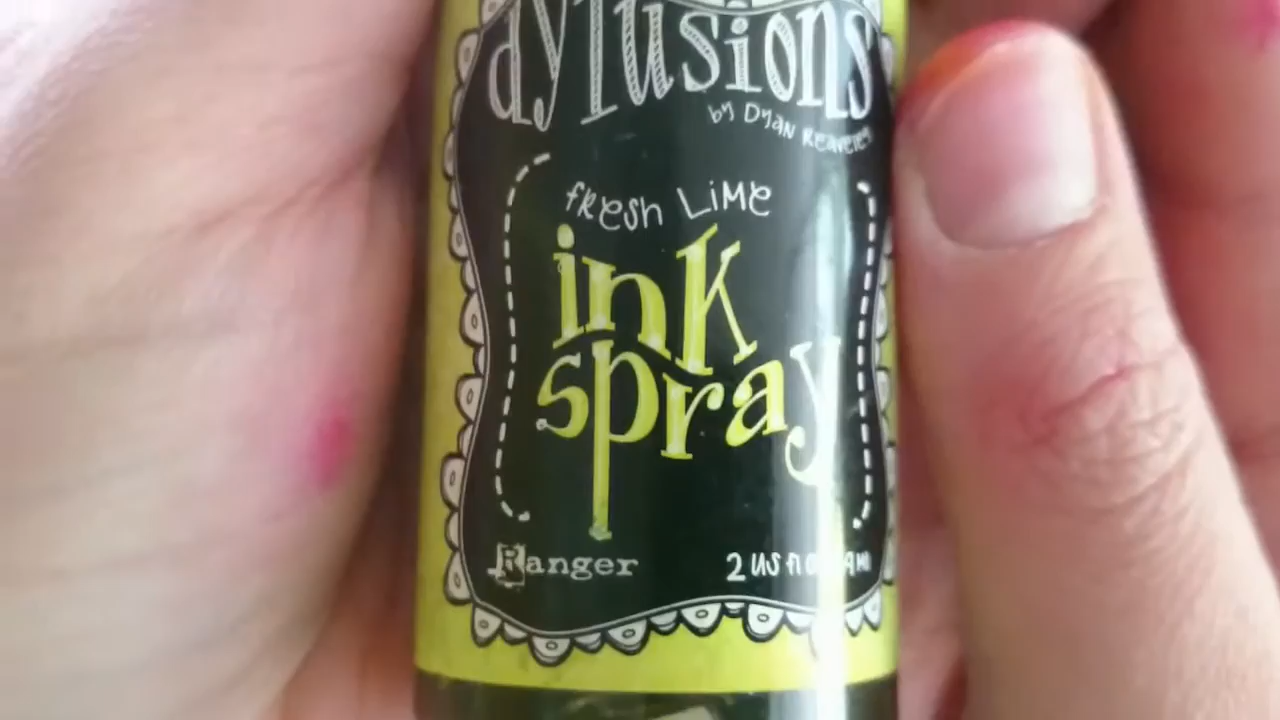 dylusions
by Dyan Reaveley
fresh Lime
ink
spray
Ranger
2 US fl